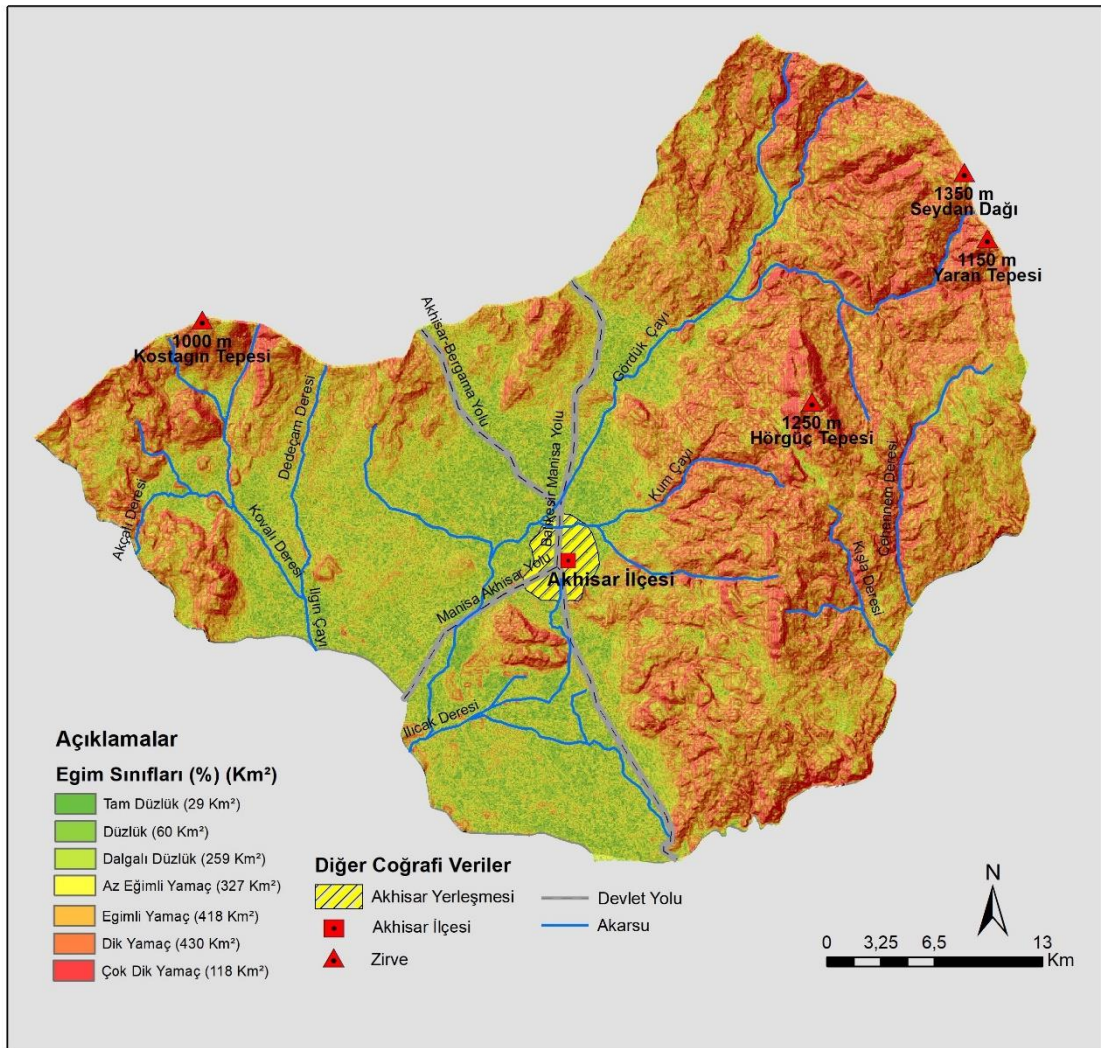 1350 m
Seydan Dağı
1150 m
Yaran Tepesi
1000 m
Kostagın Tepesi
Akhisar-Bergama Yolu
Gördük Çayı
Dedeçam Deresi
1250 m
Hörgüç Tepesi
Balıkesir Manisa Yolu
Kum Çayı
Cehennem Deresi
Akçalı Deresi
Kovalı Deresi
Kışla Deresi
Manisa Akhisar Yolu
Akhisar İlçesi
Ilgın Çayı
Ilıcak Deresi
Açıklamalar
Egim Sınıfları (%) (Km²)
Tam Düzlük (29 Km²)
Düzlük (60 Km²)
Dalgalı Düzlük (259 Km²)
Az Eğimli Yamaç (327 Km²)
Egimli Yamaç (418 Km²)
Dik Yamaç (430 Km²)
Çok Dik Yamaç (118 Km²)
Diğer Coğrafi Veriler
Akhisar Yerleşmesi
Akhisar İlçesi
Zirve
Devlet Yolu
Akarsu
N
0 3,25 6,5 13
Km